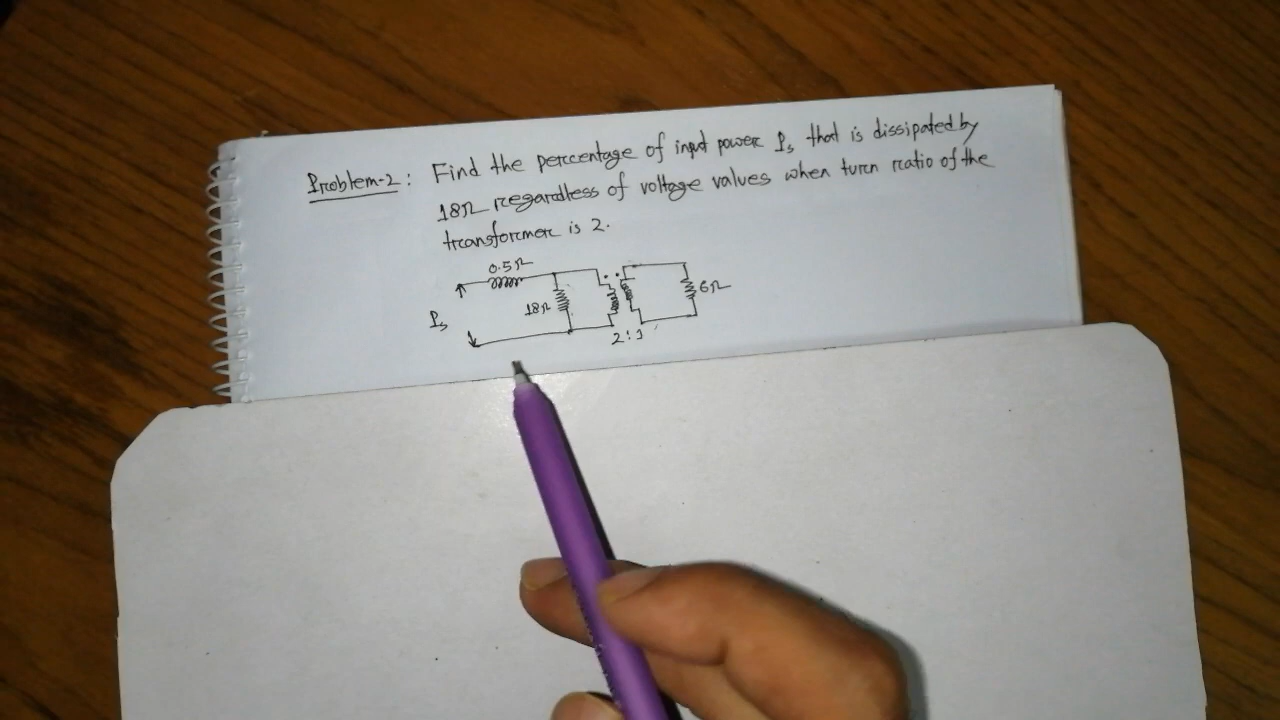 Problem-2: Find the percentage of input power Ps that is dissipated by
18Ω regardless of voltage values when turn ratio of the
transformer is 2.
0.5Ω
18Ω
6Ω
Ps
2:1